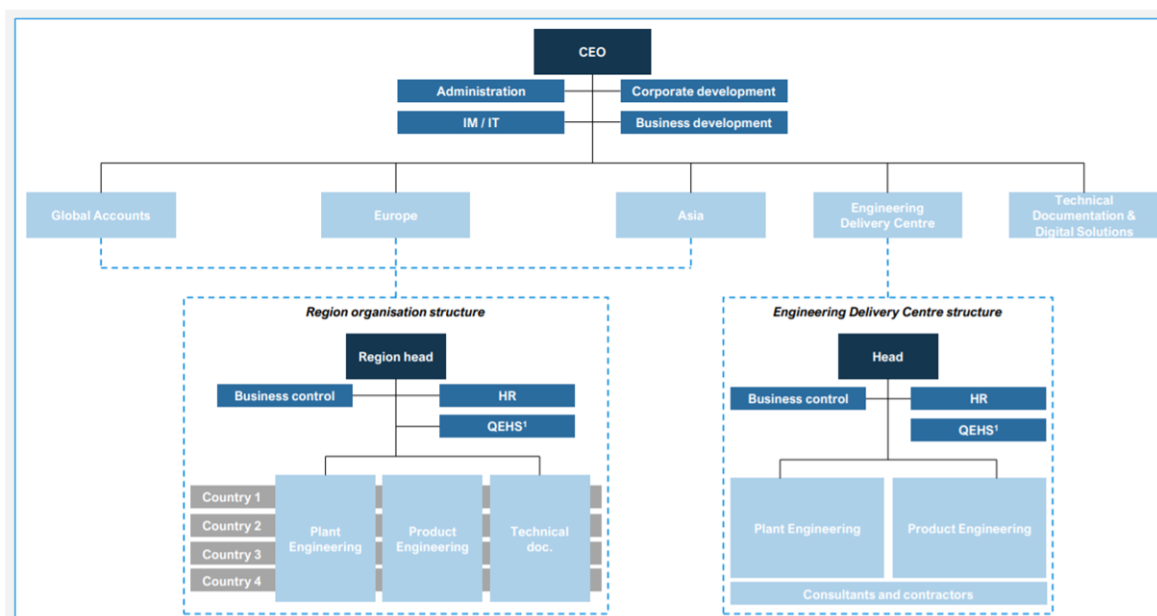 CEO
Administration
Corporate development
IM / IT
Business development
Global Accounts
Europe
Asia
Engineering
Delivery Centre
Technical
Documentation &
Digital Solutions
Region organisation structure
Region head
Business control
HR
QEHS¹
Country 1
Country 2
Country 3
Country 4
Plant
Engineering
Product
Engineering
Technical
doc.
Engineering Delivery Centre structure
Head
Business control
HR
QEHS¹
Plant Engineering
Product Engineering
Consultants and contractors